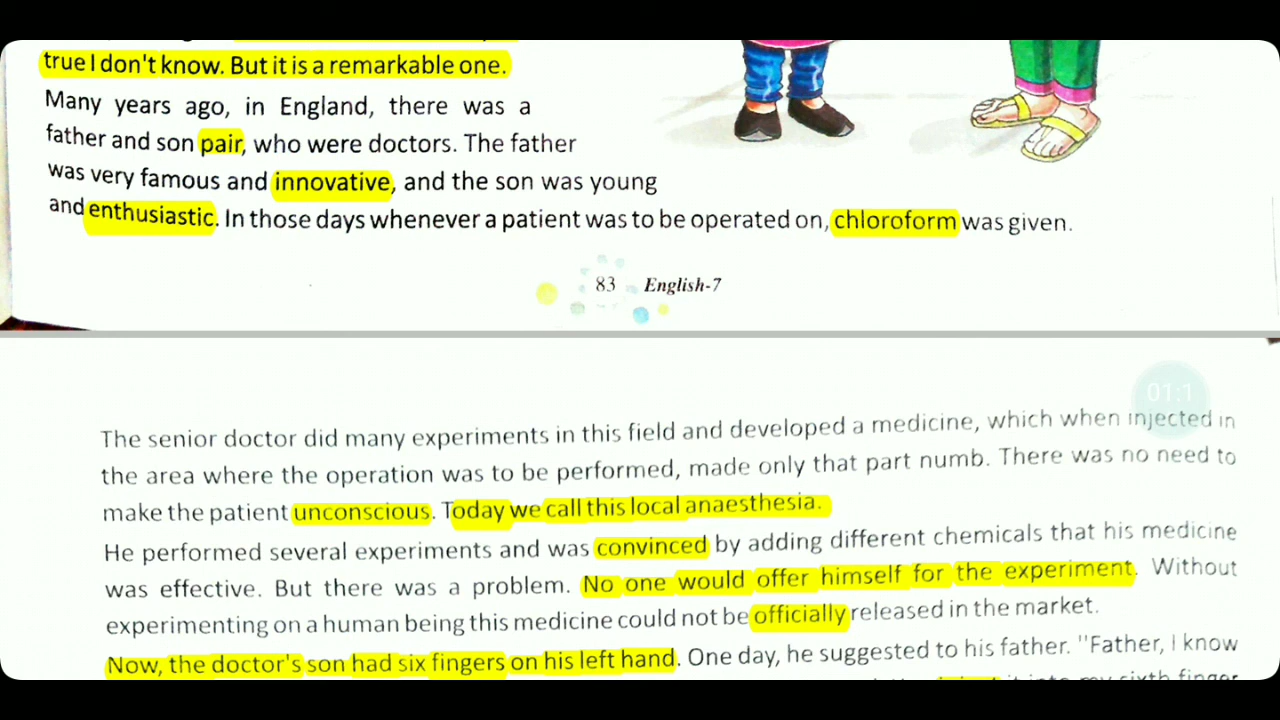 true I don't know. But it is a remarkable one.
Many years ago, in England, there was a
father and son pair, who were doctors. The father
was very famous and innovative, and the son was young
and enthusiastic. In those days whenever a patient was to be operated on, chloroform was given.
83 English-7
01:1
The senior doctor did many experiments in this field and developed a medicine, which when injected in
the area where the operation was to be performed, made only that part numb. There was no need to
make the patient unconscious. Today we call this local anaesthesia.
He performed several experiments and was convinced by adding different chemicals that his medicine
was effective. But there was a problem. No one would offer himself for the experiment. Without
experimenting on a human being this medicine could not be officially released in the market.
Now, the doctor's son had six fingers on his left hand. One day, he suggested to his father. "Father, I know
it into my sixth finger